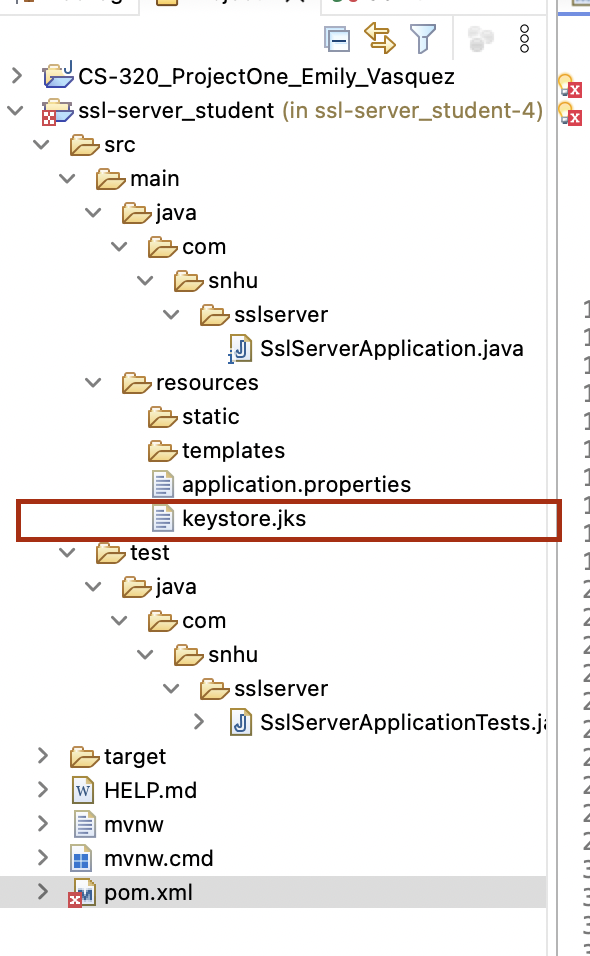 CS-320_ProjectOne_Emily_Vasquez
ssl-server_student (in ssl-server_student-4)
src
main
java
com
snhu
sslserver
SslServerApplication.java
resources
static
templates
application.properties
keystore.jks
test
java
com
snhu
sslserver
SslServerApplicationTests.ja
target
HELP.md
mvnw
mvnw.cmd
pom.xml